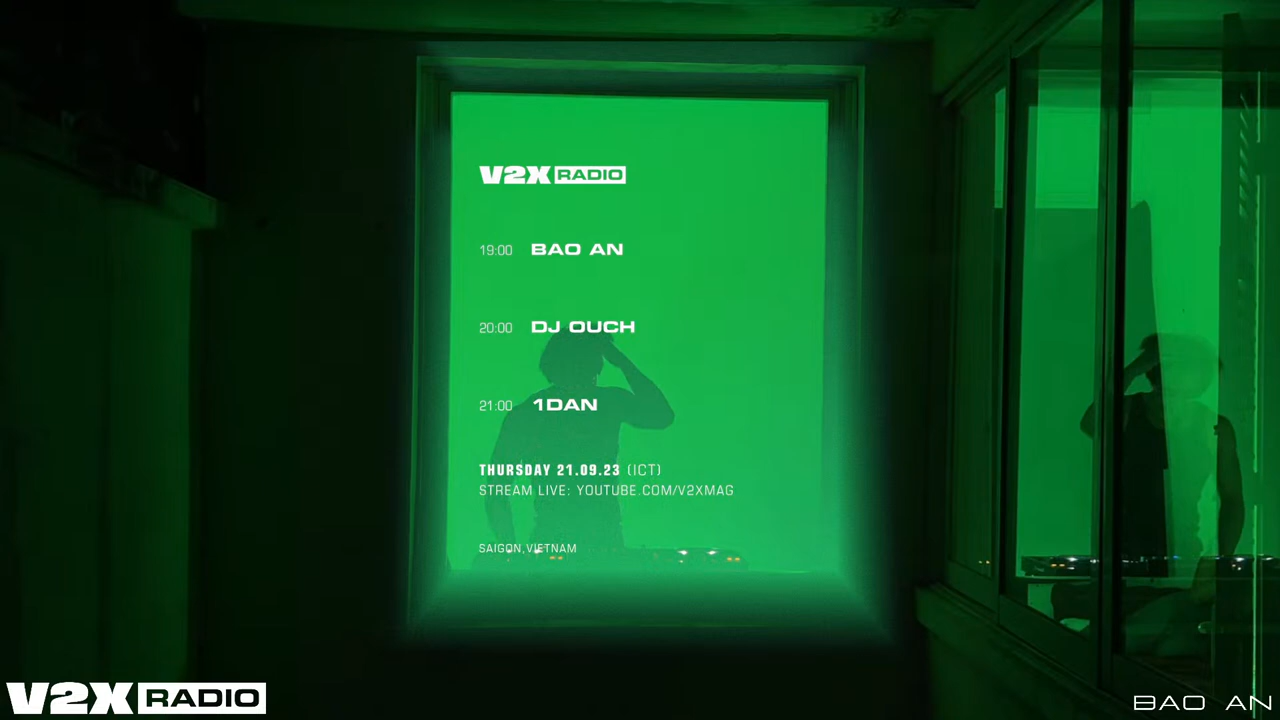 V2X RADIO
19:00 BAO AN
20:00 DJ OUCH
21:00 1DAN
THURSDAY 21.09.23 (ICT)
STREAM LIVE: YOUTUBE.COM/V2XMAG
SAIGON,VIETNAM
V2X RADIO
BAO AN